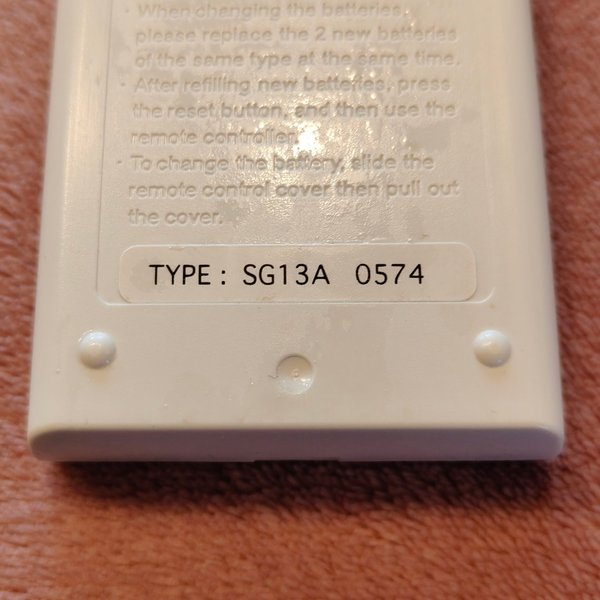 · When changing the batteries,
please replace the 2 new batteries
of the same type at the same time.
· After refilling new batteries, press
the reset button, and then use the
remote controller.
· To change the battery, slide the
remote control cover then pull out
the cover.
TYPE : SG13A 0574